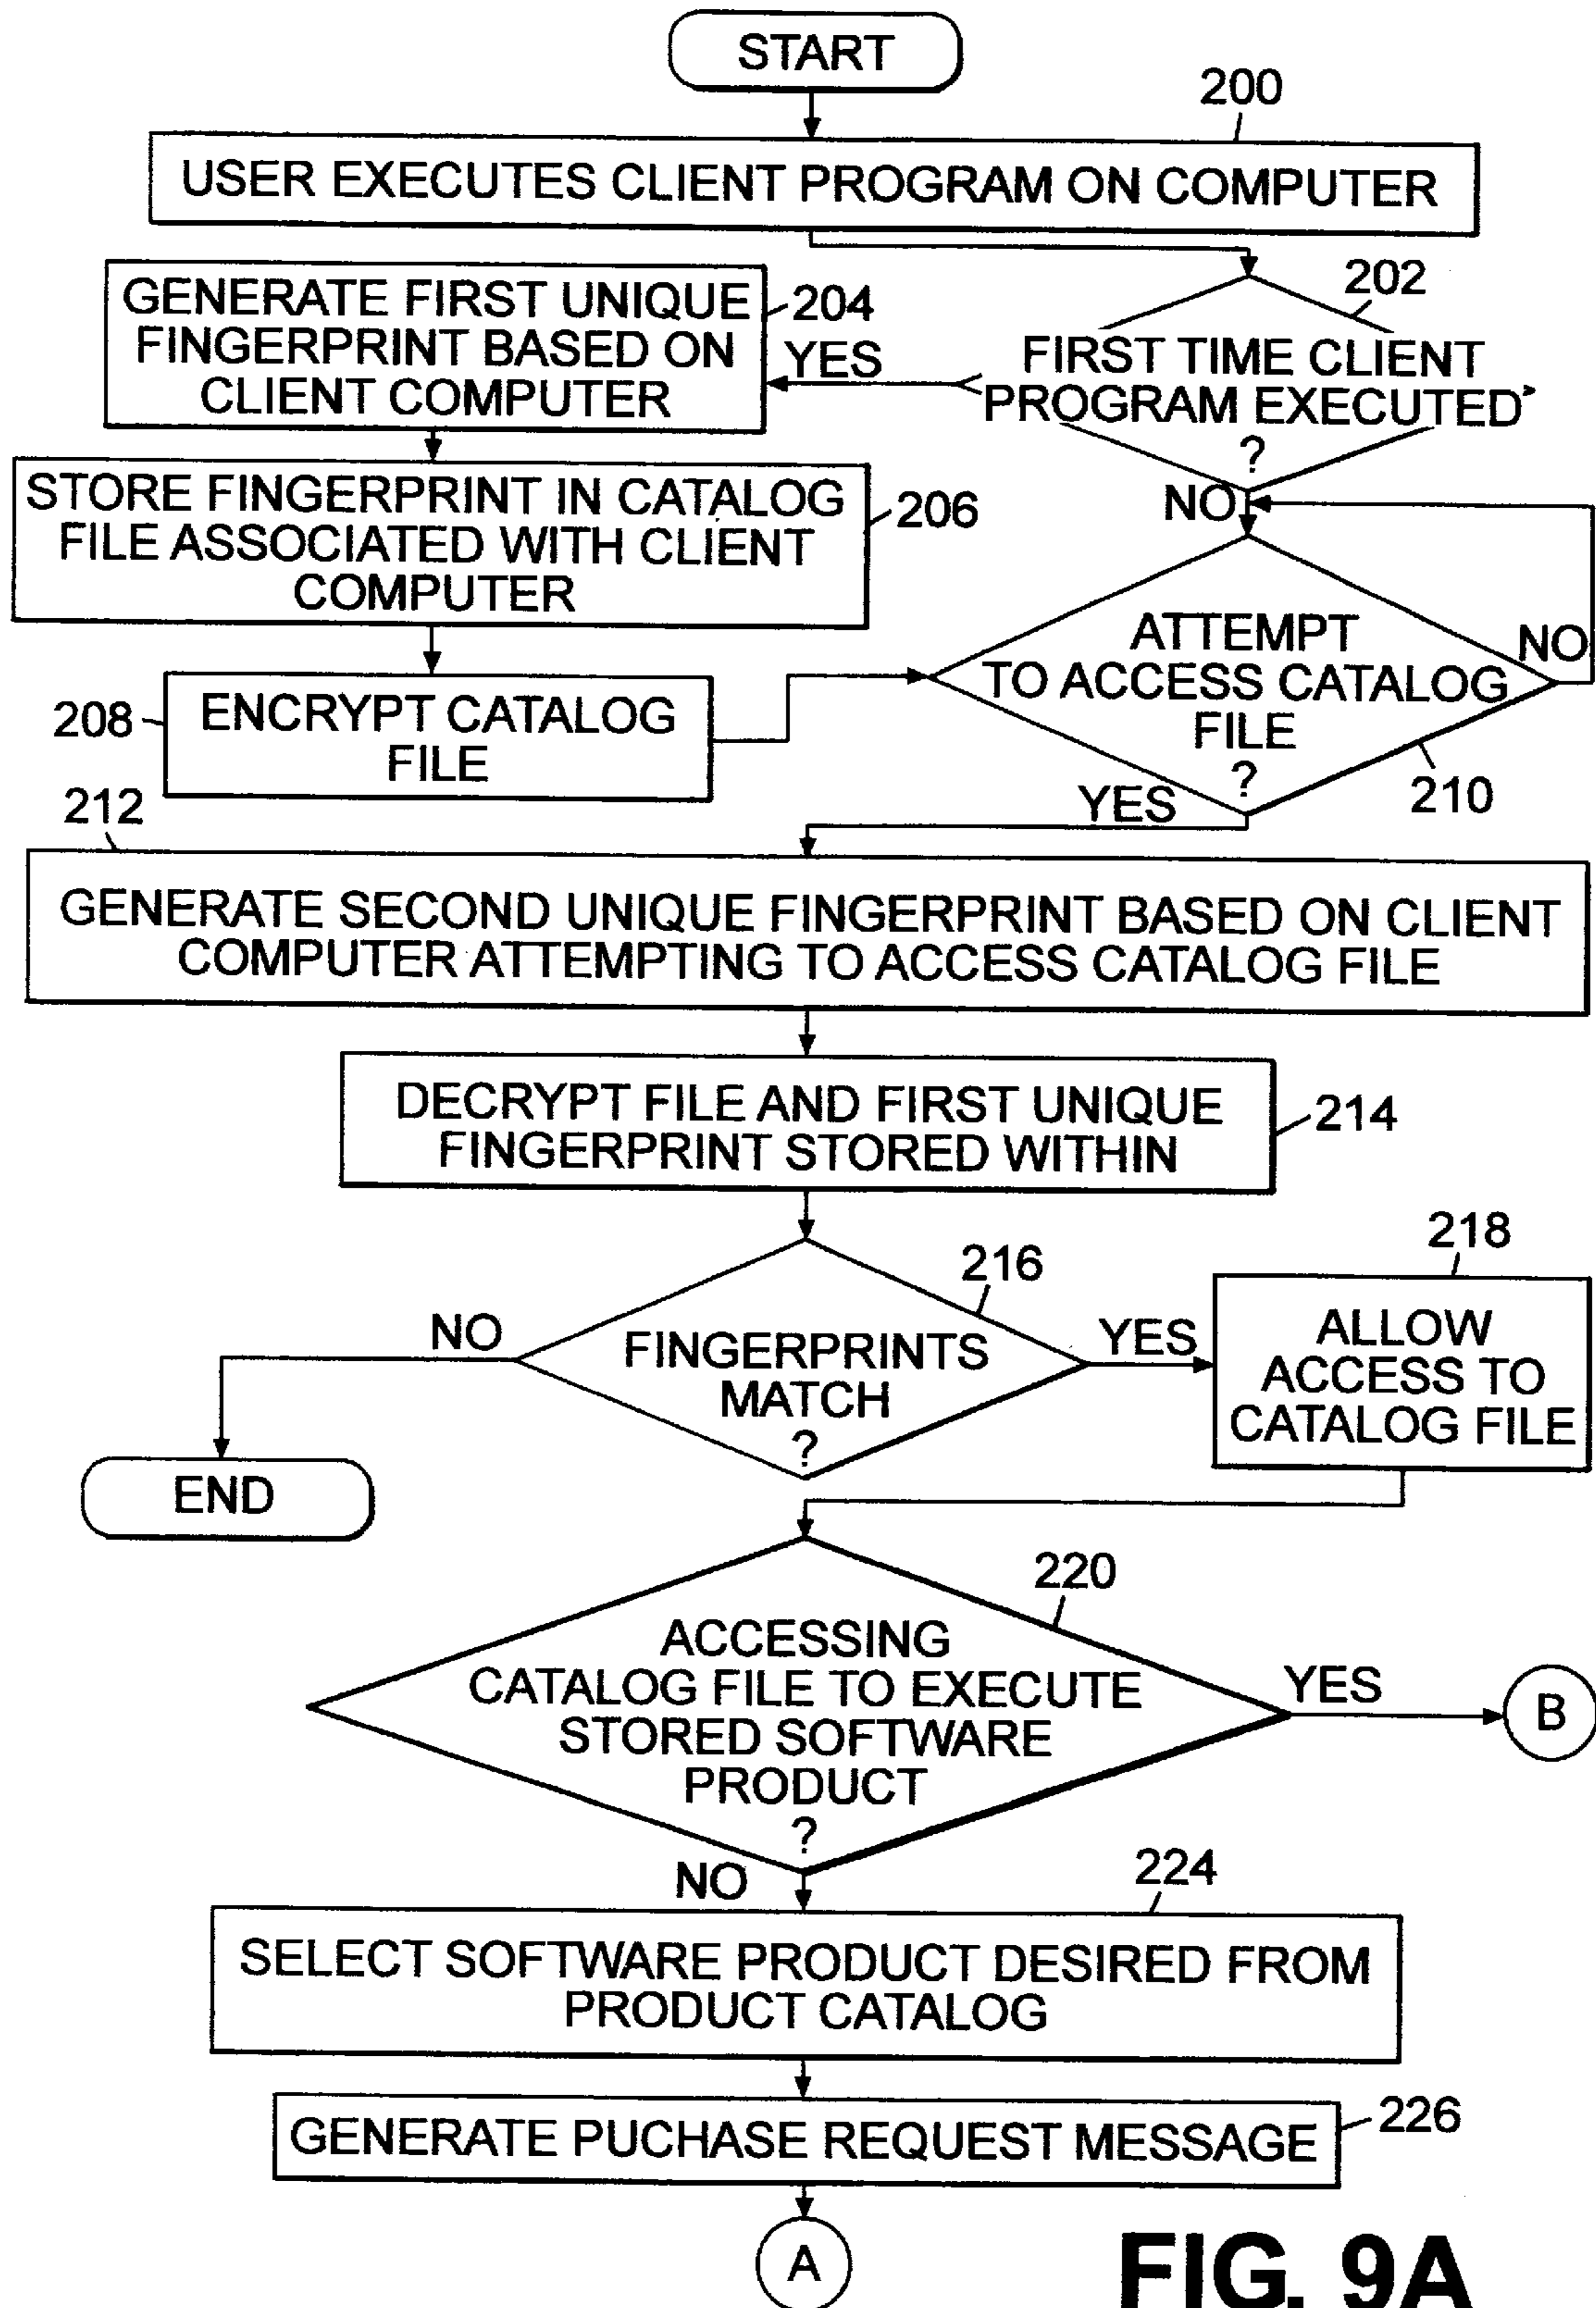 START
200
USER EXECUTES CLIENT PROGRAM ON COMPUTER
202
GENERATE FIRST UNIQUE
FINGERPRINT BASED ON
CLIENT COMPUTER
204
YES
FIRST TIME CLIENT
PROGRAM EXECUTED
?
NO
STORE FINGERPRINT IN CATALOG
FILE ASSOCIATED WITH CLIENT
COMPUTER
206
ATTEMPT
TO ACCESS CATALOG
FILE
?
NO
208
ENCRYPT CATALOG
FILE
210
YES
212
GENERATE SECOND UNIQUE FINGERPRINT BASED ON CLIENT
COMPUTER ATTEMPTING TO ACCESS CATALOG FILE
DECRYPT FILE AND FIRST UNIQUE
FINGERPRINT STORED WITHIN
214
216
218
NO
FINGERPRINTS
MATCH
?
YES
ALLOW
ACCESS TO
CATALOG FILE
END
220
ACCESSING
CATALOG FILE TO EXECUTE
STORED SOFTWARE
PRODUCT
?
YES
B
NO
224
SELECT SOFTWARE PRODUCT DESIRED FROM
PRODUCT CATALOG
GENERATE PUCHASE REQUEST MESSAGE
226
A
FIG. 9A